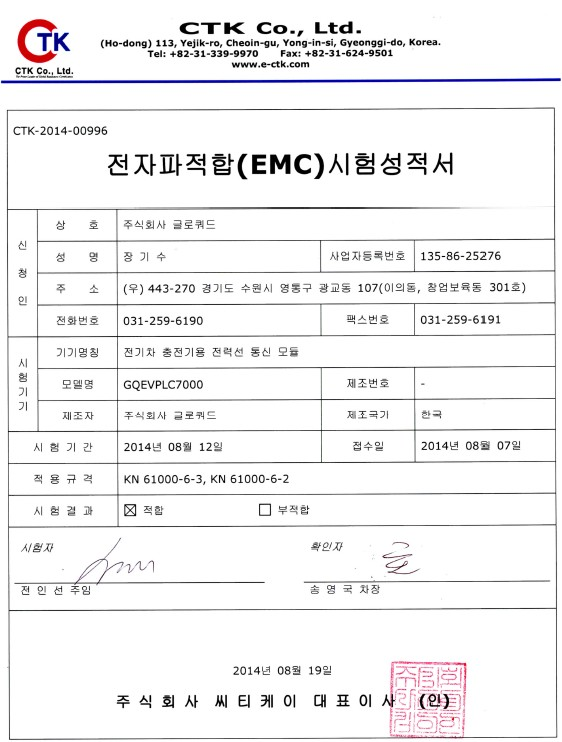 CTK Co., Ltd.
(Ho-dong) 113, Yejik-ro, Cheoin-gu, Yong-in-si, Gyeonggi-do, Korea.
Tel: +82-31-339-9970 Fax: +82-31-624-9501
www.e-ctk.com
CTK
CTK Co., Ltd.
CTK-2014-00996
전자파적합(EMC)시험성적서
신청인
상 호 주식회사 글로쿼드
성 명 장 기 수 사업자등록번호 135-86-25276
주 소 (우) 443-270 경기도 수원시 영통구 광교동 107(이의동, 창업보육동 301호)
전화번호 031-259-6190 팩스번호 031-259-6191
시험기기
기기명칭 전기차 충전기용 전력선 통신 모듈
모델명 GQEVPLC7000 제조번호 -
제조자 주식회사 글로쿼드 제조국기 한국
시 험 기 간 2014년 08월 12일 접수일 2014년 08월 07일
적 용 규 격 KN 61000-6-3, KN 61000-6-2
시 험 결 과 ☒ 적합 ☐ 부적합
시험자 확인자
전 인 선 주임 송 영 국 차장
2014년 08월 19일
주 식 회 사 씨 티 케 이 대 표 이 사 (인)